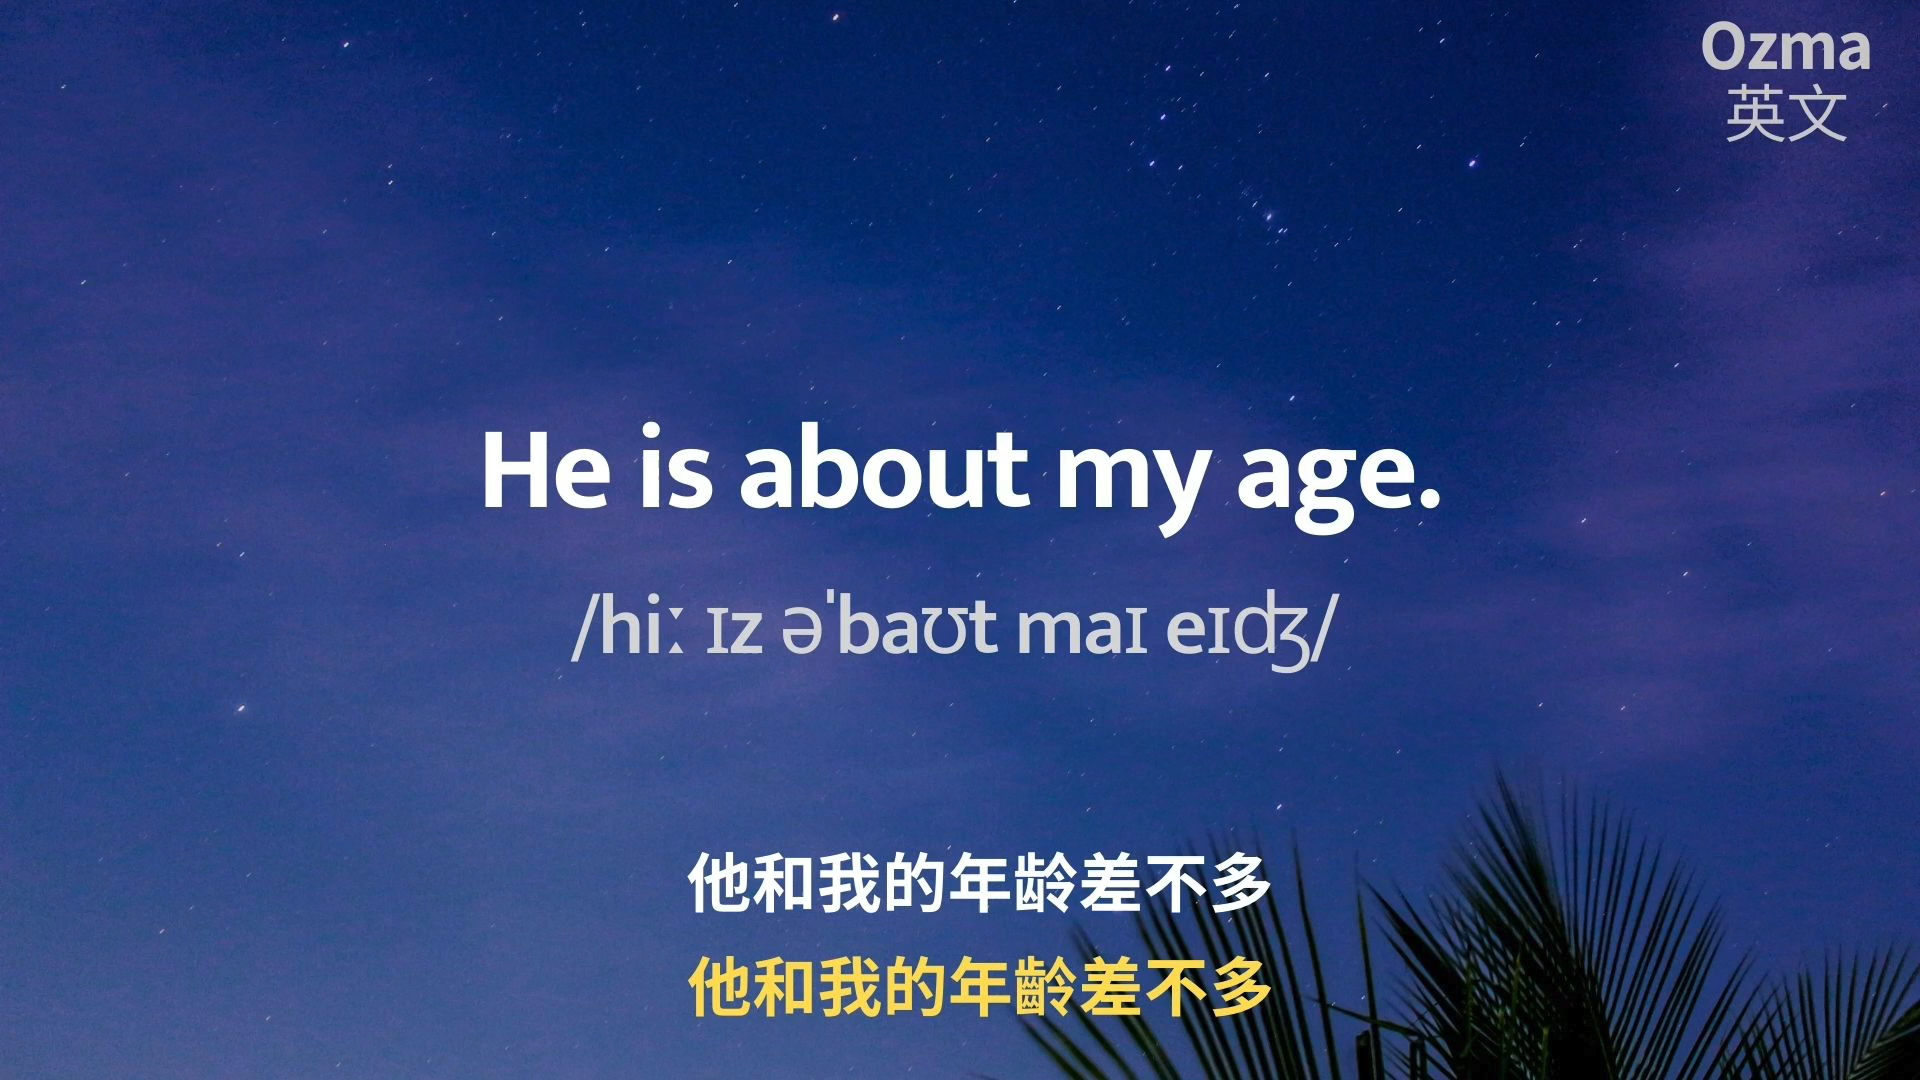 Ozma
英文
He is about my age.
/hiː ɪz əˈbaʊt maɪ eɪʤ/
他和我的年龄差不多
他和我的年齡差不多